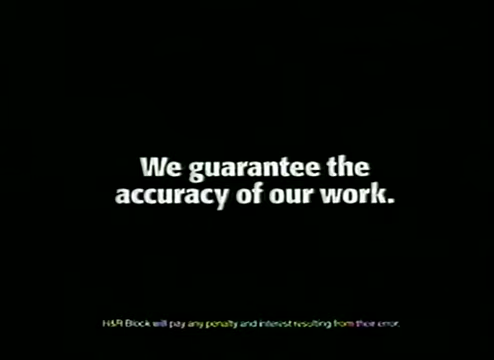 We guarantee the
accuracy of our work.
H&R Block will pay any penalty and interest resulting from their error.